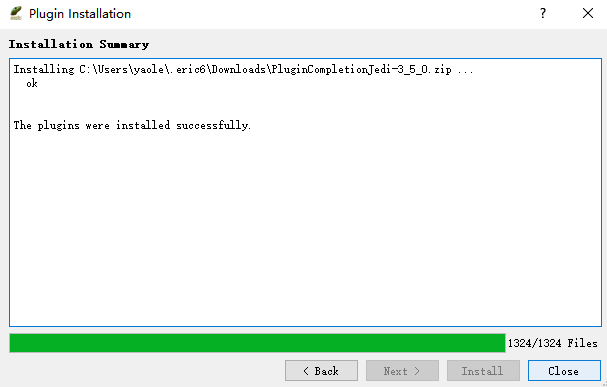 Plugin Installation
Installation Summary
Installing C:\Users\yaole\.eric6\Downloads\PluginCompletionJedi-3_5_0.zip ...
ok
The plugins were installed successfully.
1324/1324 Files
< Back Next > Install Close